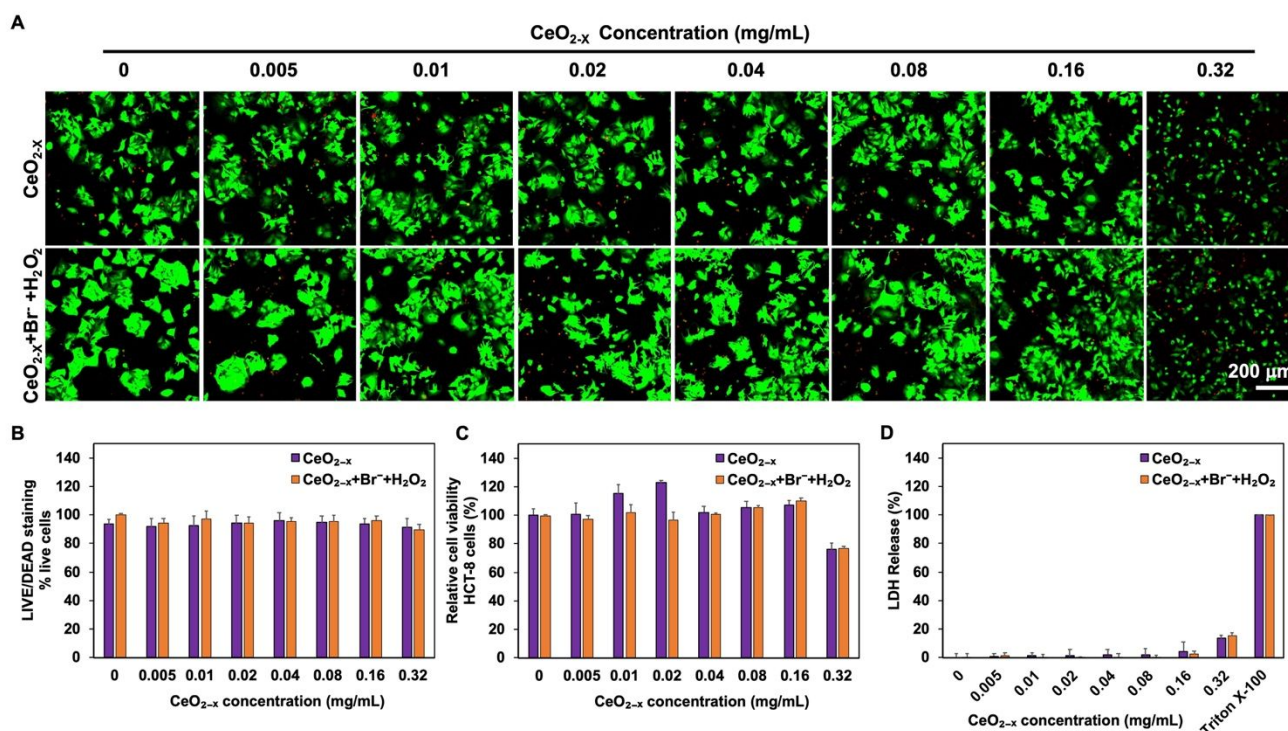 A
CeO₂₋ₓ Concentration (mg/mL)
0 0.005 0.01 0.02 0.04 0.08 0.16 0.32
CeO₂₋ₓ
CeO₂₋ₓ+Br⁻ +H₂O₂
200 µm
B
LIVE/DEAD staining
% live cells
140
120
100
80
60
40
20
0
CeO₂₋ₓ
CeO₂₋ₓ+Br⁻+H₂O₂
0 0.005 0.01 0.02 0.04 0.08 0.16 0.32
CeO₂₋ₓ concentration (mg/mL)
C
Relative cell viability
HCT-8 cells (%)
140
120
100
80
60
40
20
0
CeO₂₋ₓ
CeO₂₋ₓ+Br⁻+H₂O₂
0 0.005 0.01 0.02 0.04 0.08 0.16 0.32
CeO₂₋ₓ concentration (mg/mL)
D
LDH Release (%)
140
120
100
80
60
40
20
0
CeO₂₋ₓ
CeO₂₋ₓ+Br⁻+H₂O₂
0 0.005 0.01 0.02 0.04 0.08 0.16 0.32 Triton X-100
CeO₂₋ₓ concentration (mg/mL)